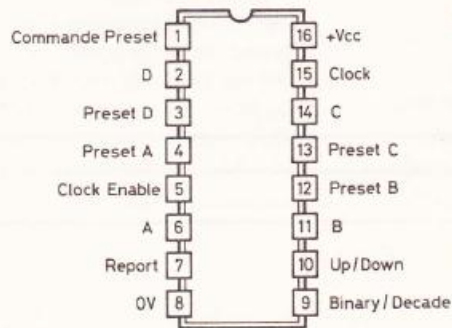 Commande Preset 1 16 +Vcc
D 2 15 Clock
Preset D 3 14 C
Preset A 4 13 Preset C
Clock Enable 5 12 Preset B
A 6 11 B
Report 7 10 Up/Down
0V 8 9 Binary/Decade